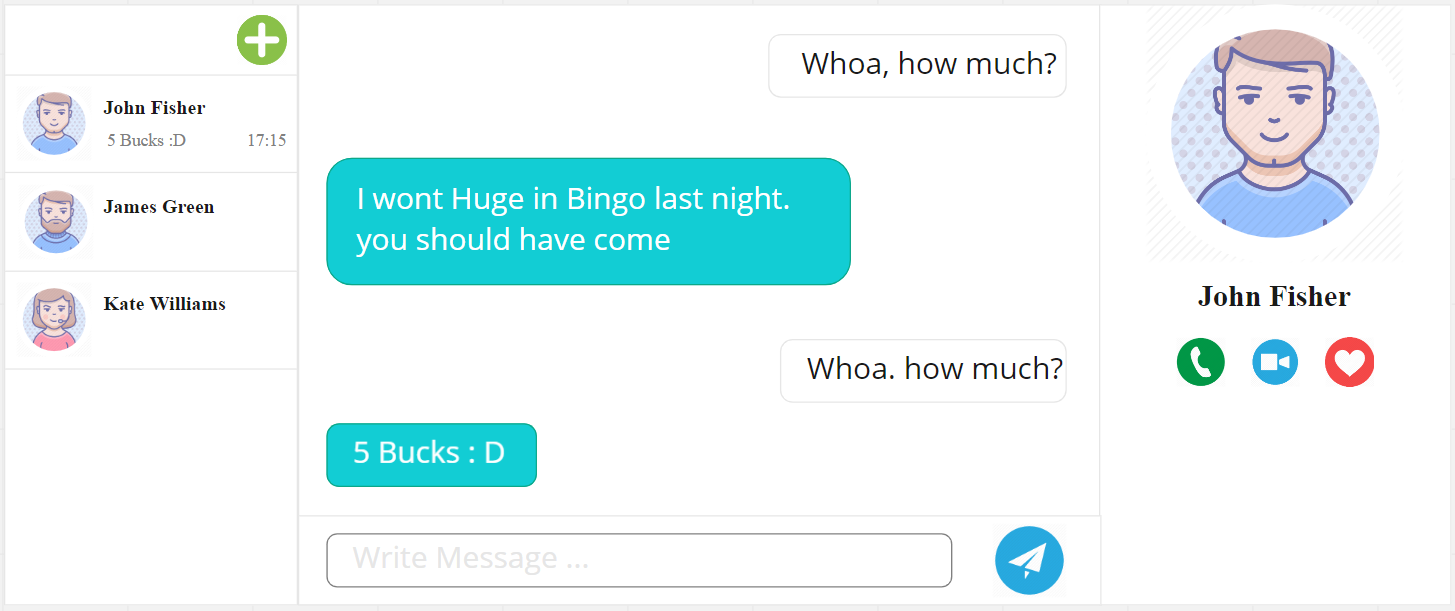 John Fisher
5 Bucks :D 17:15
James Green
Kate Williams
Whoa, how much?
I wont Huge in Bingo last night.
you should have come
Whoa. how much?
5 Bucks : D
Write Message ...
John Fisher